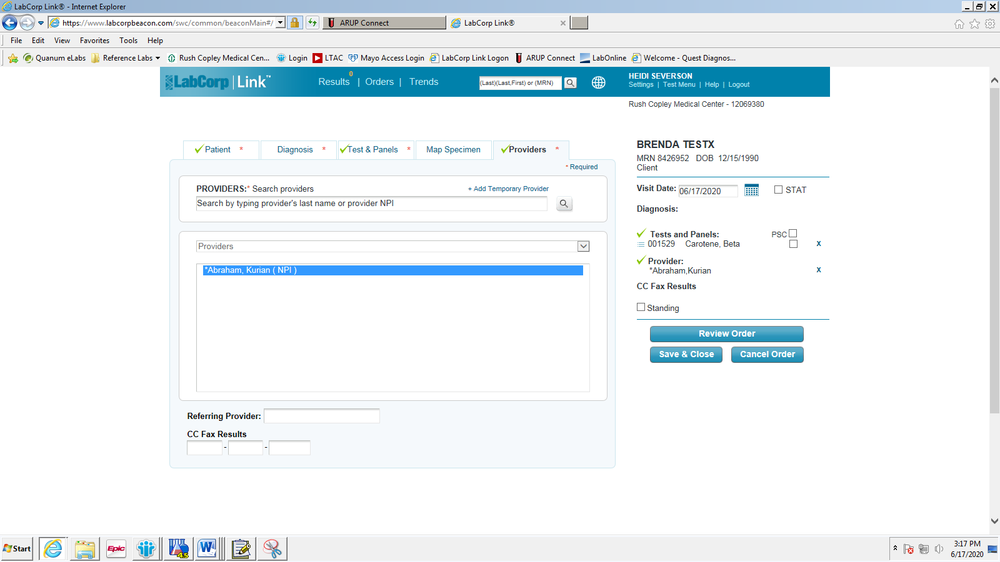 LabCorp Link® - Internet Explorer
https://www.labcorpbeacon.com/swc/common/beaconMain#/
ARUP Connect
LabCorp Link®
File Edit View Favorites Tools Help
Quanum eLabs Reference Labs Rush Copley Medical Cen... Login LTAC Mayo Access Login LabCorp Link Logon ARUP Connect LabOnline Welcome - Quest Diagnos...
LabCorp | Link™
Results 0 | Orders | Trends
(Last)(Last,First) or (MRN)
HEIDI SEVERSON
Settings | Test Menu | Help | Logout
Rush Copley Medical Center - 12069380
Patient *
Diagnosis *
Test & Panels *
Map Specimen
Providers *
* Required
PROVIDERS:* Search providers
+ Add Temporary Provider
Search by typing provider's last name or provider NPI
Providers
*Abraham, Kurian ( NPI )
Referring Provider:
CC Fax Results
- -
BRENDA TESTX
MRN 8426952 DOB 12/15/1990
Client
Visit Date: 06/17/2020 STAT
Diagnosis:
Tests and Panels: PSC
001529 Carotene, Beta X
Provider:
*Abraham,Kurian X
CC Fax Results
Standing
Review Order
Save & Close Cancel Order
Start
Epic
45
W
3:17 PM
6/17/2020